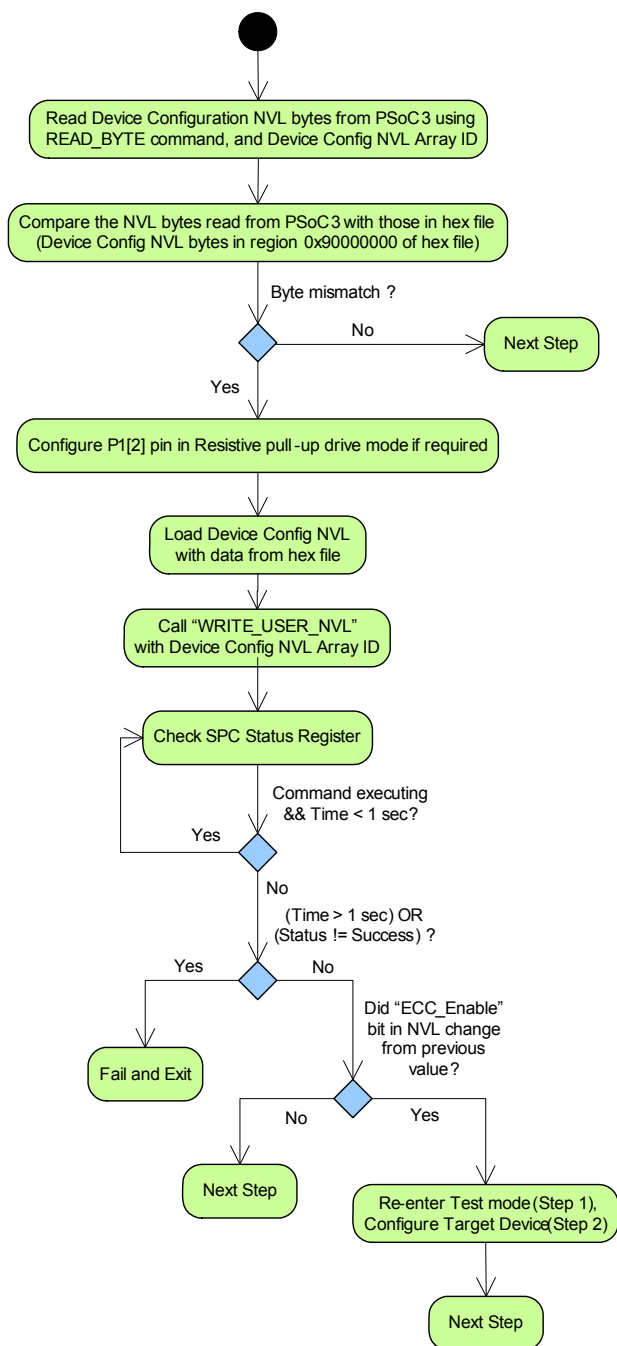 Read Device Configuration NVL bytes from PSoC3 using
READ_BYTE command, and Device Config NVL Array ID
Compare the NVL bytes read from PSoC3 with those in hex file
(Device Config NVL bytes in region 0x90000000 of hex file)
Byte mismatch ?
No
Next Step
Yes
Configure P1[2] pin in Resistive pull-up drive mode if required
Load Device Config NVL
with data from hex file
Call “WRITE_USER_NVL”
with Device Config NVL Array ID
Check SPC Status Register
Command executing
&& Time < 1 sec?
Yes
No
(Time > 1 sec) OR
(Status != Success) ?
Yes
No
Did “ECC_Enable”
bit in NVL change
from previous
value?
Fail and Exit
No
Yes
Next Step
Re-enter Test mode(Step 1),
Configure Target Device(Step 2)
Next Step